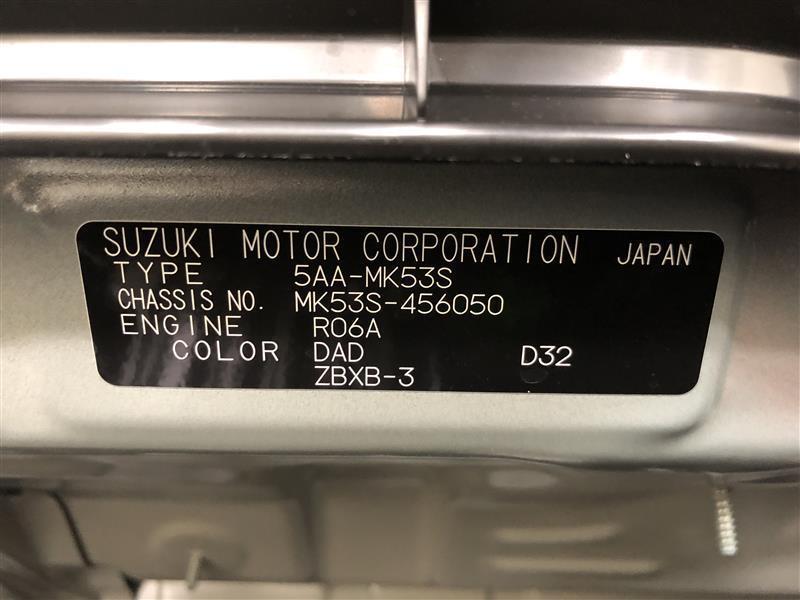 SUZUKI MOTOR CORPORATION JAPAN
TYPE 5AA-MK53S
CHASSIS NO. MK53S-456050
ENGINE R06A
COLOR DAD D32
ZBXB-3